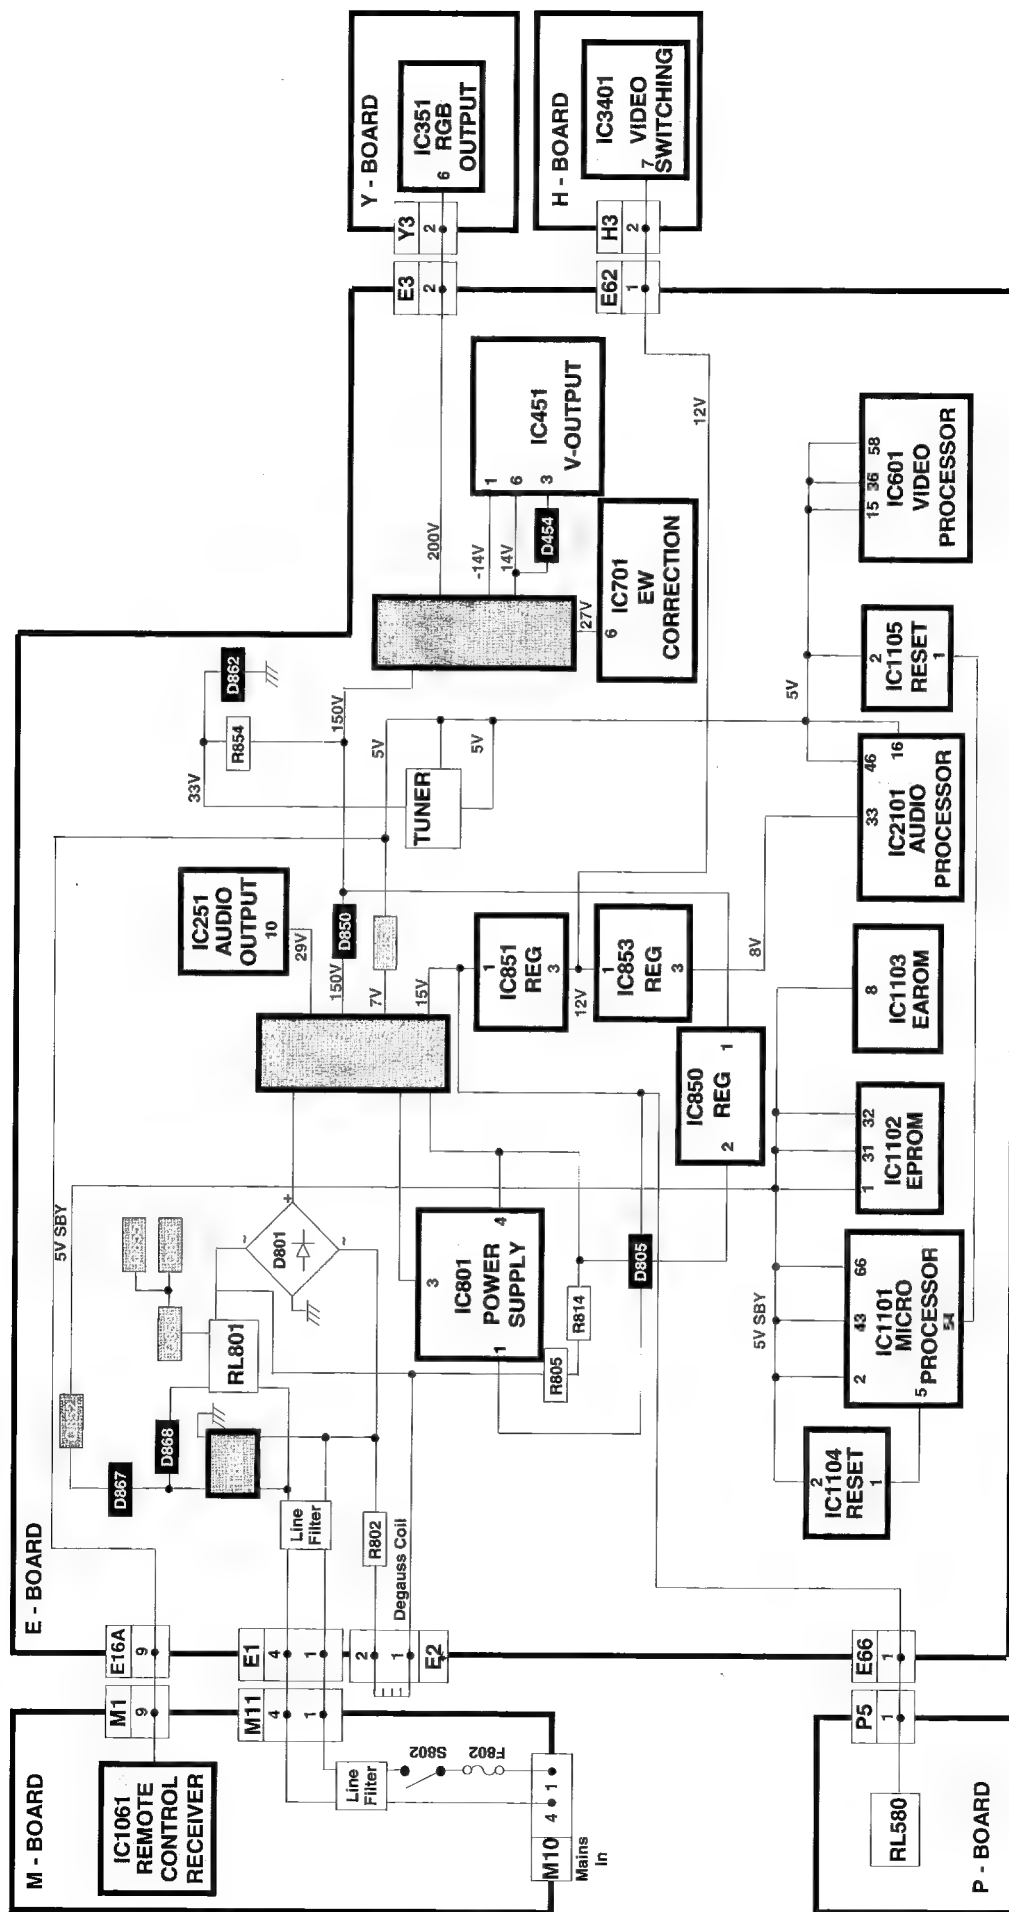 M - BOARD
IC1061
REMOTE
CONTROL
RECEIVER
M1
9
M11
4
1
Line
Filter
S802
F802
M10
4
1
Mains
in
P - BOARD
RL580
P5
1
E66
1
E - BOARD
E16A
9
E1
4
1
2
1
E2
Degauss Coil
Line
Filter
R802
D867
D868
RL801
5V SBY
D801
+
~
~
IC801
POWER
SUPPLY
1
3
4
R805
R814
D805
IC251
AUDIO
OUTPUT
10
29V
150V
D850
7V
15V
IC851
REG
1
3
12V
IC853
REG
1
3
8V
IC850
REG
1
2
33V
R854
D862
150V
5V
TUNER
5V
200V
-14V
14V
27V
D454
IC451
V-OUTPUT
1
6
3
IC701
EW
CORRECTION
6
12V
E3
2
Y3
2
Y - BOARD
IC351
RGB
OUTPUT
6
E62
1
H3
2
H - BOARD
IC3401
VIDEO
SWITCHING
7
5V SBY
IC1104
RESET
2
1
IC1101
MICRO
PROCESSOR
2
43
66
5
54
IC1102
EPROM
1
31
32
IC1103
EAROM
8
IC2101
AUDIO
PROCESSOR
33
46
16
5V
IC1105
RESET
2
1
IC601
VIDEO
PROCESSOR
15
36
58